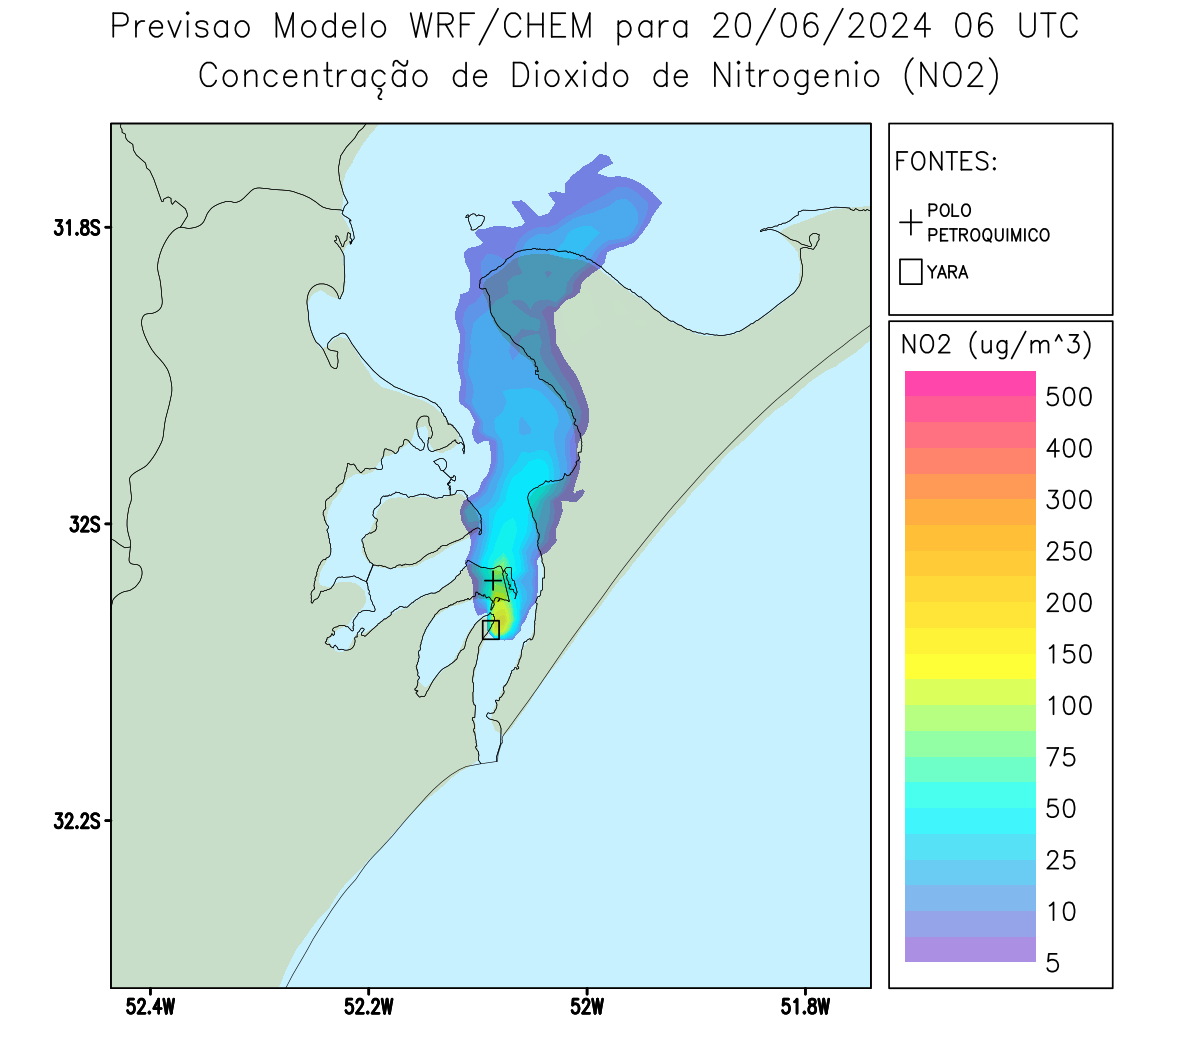 Previsao Modelo WRF/CHEM para 20/06/2024 06 UTC
Concentração de Dioxido de Nitrogenio (NO2)
FONTES:
POLO
PETROQUIMICO
YARA
NO2 (ug/m^3)
500
400
300
250
200
150
100
75
50
25
10
5
31.8S
32S
32.2S
52.4W
52.2W
52W
51.8W